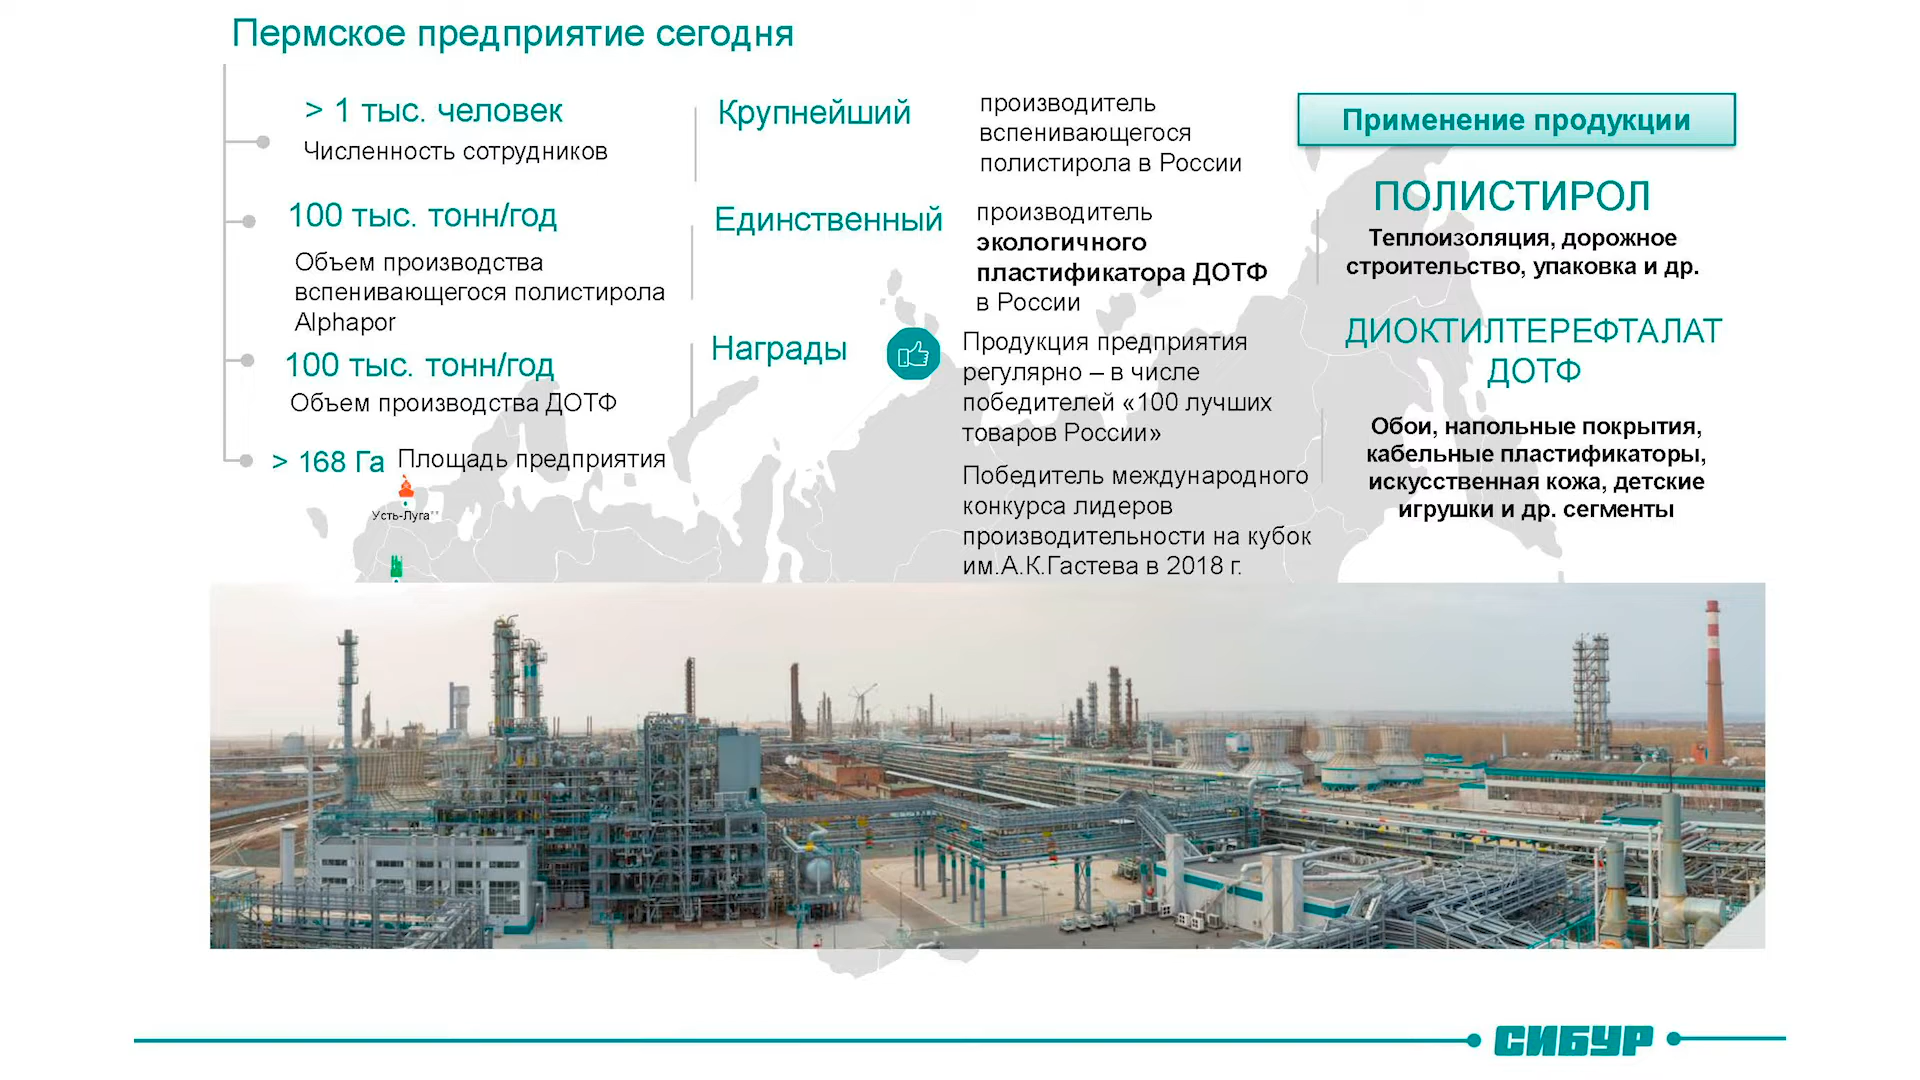 Пермское предприятие сегодня
> 1 тыс. человек
Численность сотрудников
100 тыс. тонн/год
Объем производства
вспенивающегося полистирола
Alphapor
100 тыс. тонн/год
Объем производства ДОТФ
> 168 Га Площадь предприятия
Усть-Луга**
Крупнейший
производитель
вспенивающегося
полистирола в России
Единственный
производитель
экологичного
пластификатора ДОТФ
в России
Награды
Продукция предприятия
регулярно – в числе
победителей «100 лучших
товаров России»
Победитель международного
конкурса лидеров
производительности на кубок
им.А.К.Гастева в 2018 г.
Применение продукции
ПОЛИСТИРОЛ
Теплоизоляция, дорожное
строительство, упаковка и др.
ДИОКТИЛТЕРЕФТАЛАТ
ДОТФ
Обои, напольные покрытия,
кабельные пластификаторы,
искусственная кожа, детские
игрушки и др. сегменты
СИБУР